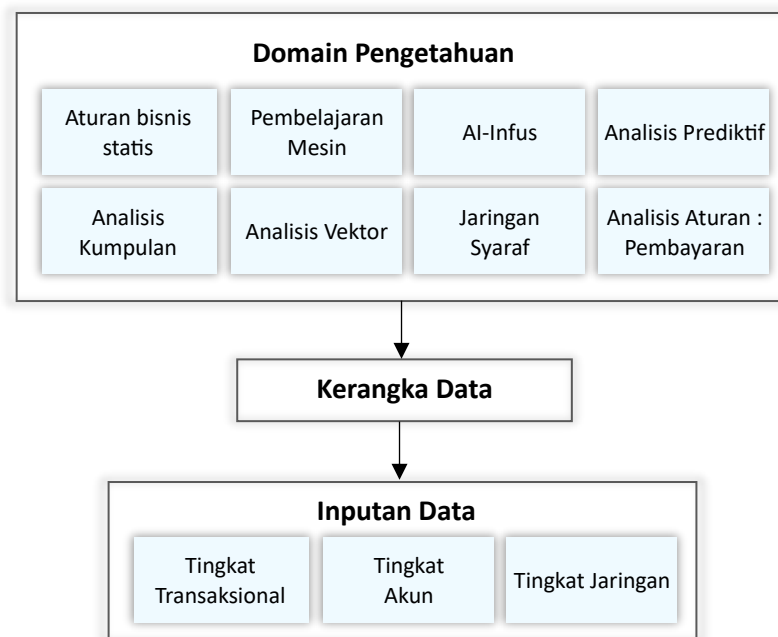 Domain Pengetahuan
Aturan bisnis
statis
Pembelajaran
Mesin
AI-Infus
Analisis Prediktif
Analisis
Kumpulan
Analisis Vektor
Jaringan
Syaraf
Analisis Aturan :
Pembayaran
Kerangka Data
Inputan Data
Tingkat
Transaksional
Tingkat
Akun
Tingkat Jaringan